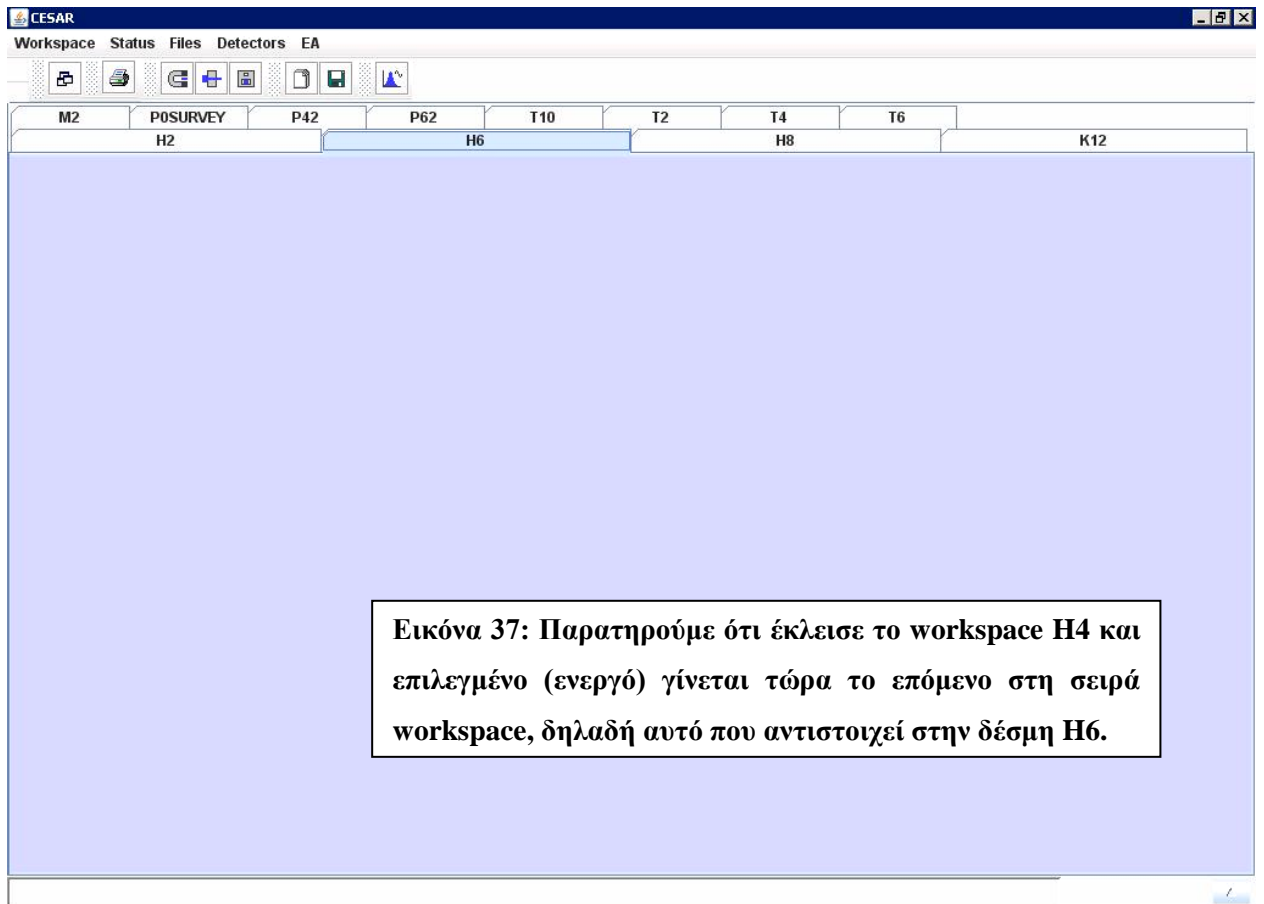 CESAR
Workspace Status Files Detectors EA
M2 P0SURVEY P42 P62 T10 T2 T4 T6
H2 H6 H8 K12
Εικόνα 37: Παρατηρούμε ότι έκλεισε το workspace H4 και
επιλεγμένο (ενεργό) γίνεται τώρα το επόμενο στη σειρά
workspace, δηλαδή αυτό που αντιστοιχεί στην δέσμη H6.